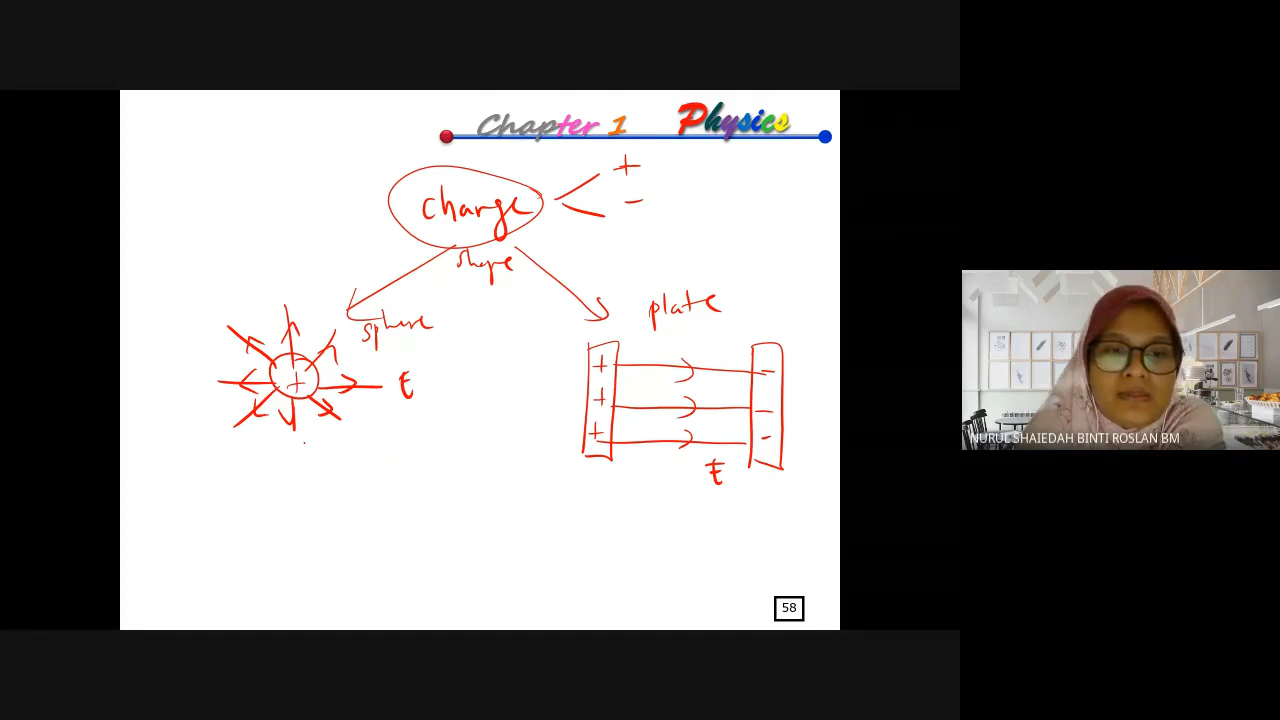 Chapter 1 Physics
+
charge
-
shape
sphere
plate
+ -
+ E
+ -
+ -
E
NURUL SHAIEDAH BINTI ROSLAN BM
58